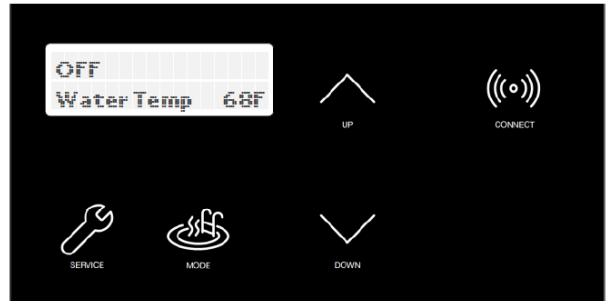 OFF
Water Temp 68F
UP
CONNECT
SERVICE
MODE
DOWN